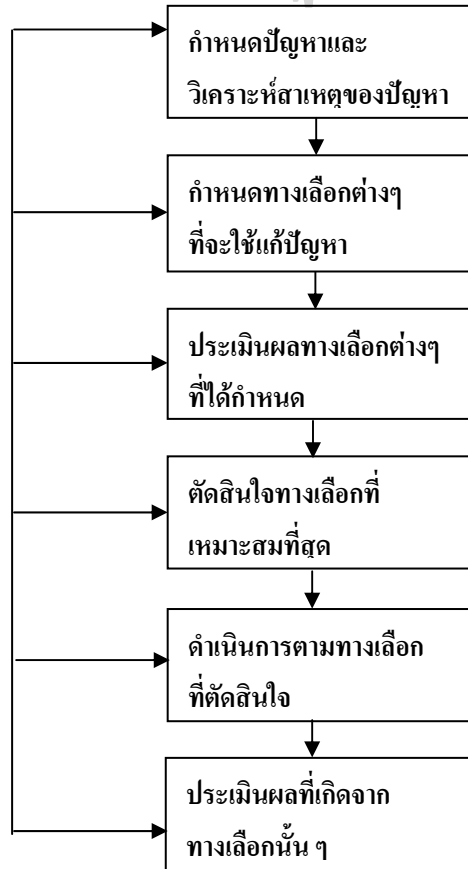 กำหนดปัญหาและ
วิเคราะห์สาเหตุของปัญหา
กำหนดทางเลือกต่างๆ
ที่จะใช้แก้ปัญหา
ประเมินผลทางเลือกต่างๆ
ที่ได้กำหนด
ตัดสินใจทางเลือกที่
เหมาะสมที่สุด
ดำเนินการตามทางเลือก
ที่ตัดสินใจ
ประเมินผลที่เกิดจาก
ทางเลือกนั้น ๆ